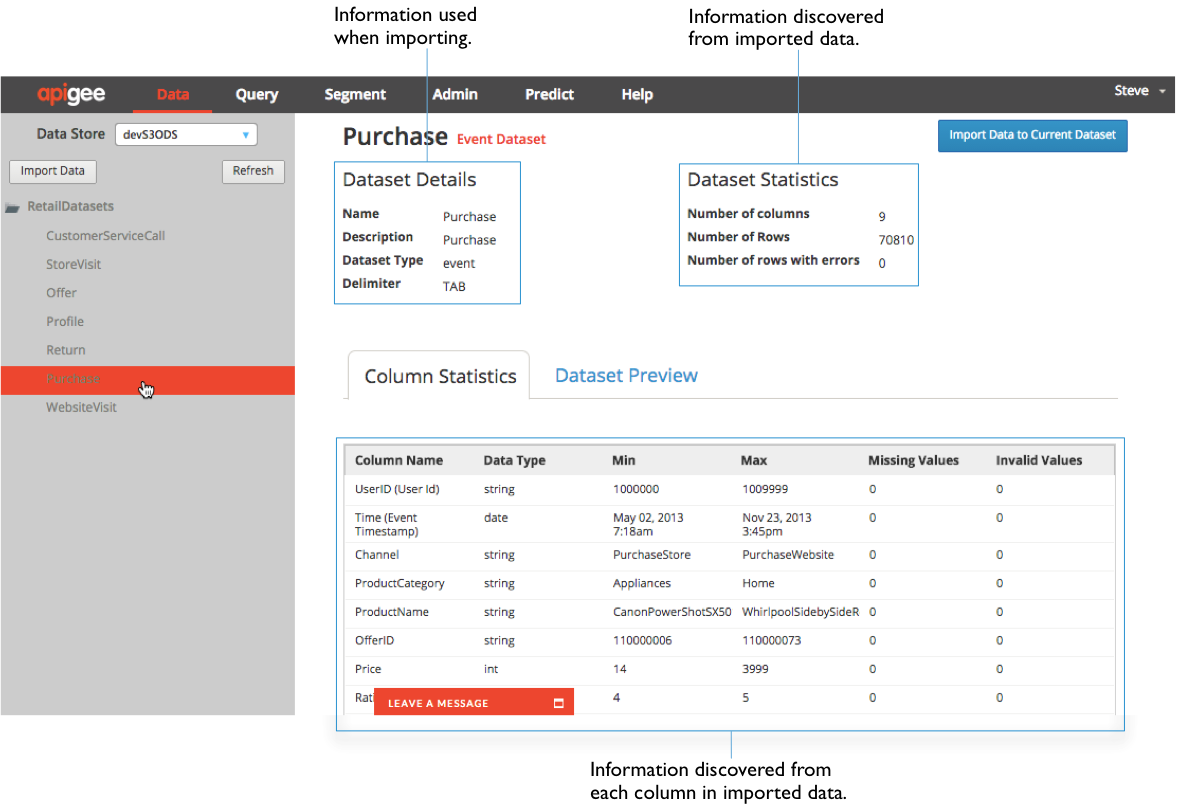 Information used
when importing.
Information discovered
from imported data.
apigee Data Query Segment Admin Predict Help Steve
Data Store devS3ODS
Import Data Refresh
RetailDatasets
CustomerServiceCall
StoreVisit
Offer
Profile
Return
Purchase
WebsiteVisit
Purchase Event Dataset
Import Data to Current Dataset
Dataset Details
Name Purchase
Description Purchase
Dataset Type event
Delimiter TAB
Dataset Statistics
Number of columns 9
Number of Rows 70810
Number of rows with errors 0
Column Statistics Dataset Preview
Column Name Data Type Min Max Missing Values Invalid Values
UserID (User Id) string 1000000 1009999 0 0
Time (Event date May 02, 2013 Nov 23, 2013 0 0
Timestamp) 7:18am 3:45pm
Channel string PurchaseStore PurchaseWebsite 0 0
ProductCategory string Appliances Home 0 0
ProductName string CanonPowerShotSX50 WhirlpoolSidebySideR 0 0
OfferID string 110000006 110000073 0 0
Price int 14 3999 0 0
4 5 0 0
LEAVE A MESSAGE
Information discovered from
each column in imported data.